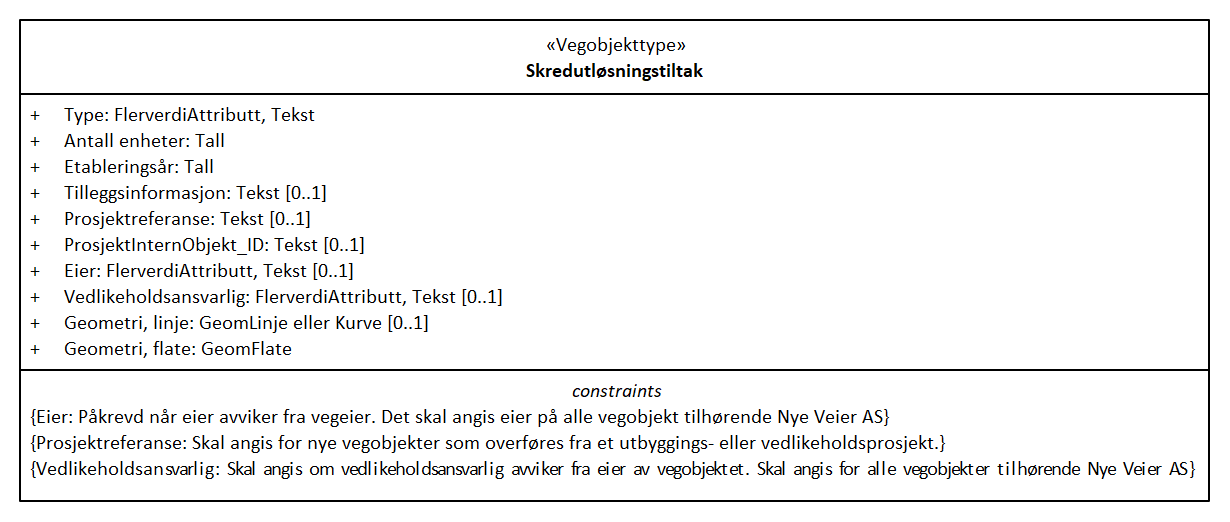 «Vegobjekttype»
Skredutløsningstiltak
+ Type: FlerverdiAttributt, Tekst
+ Antall enheter: Tall
+ Etableringsår: Tall
+ Tilleggsinformasjon: Tekst [0..1]
+ Prosjektreferanse: Tekst [0..1]
+ ProsjektInternObjekt_ID: Tekst [0..1]
+ Eier: FlerverdiAttributt, Tekst [0..1]
+ Vedlikeholdsansvarlig: FlerverdiAttributt, Tekst [0..1]
+ Geometri, linje: GeomLinje eller Kurve [0..1]
+ Geometri, flate: GeomFlate
constraints
{Eier: Påkrevd når eier avviker fra vegeier. Det skal angis eier på alle vegobjekt tilhørende Nye Veier AS}
{Prosjektreferanse: Skal angis for nye vegobjekter som overføres fra et utbyggings- eller vedlikeholdsprosjekt.}
{Vedlikeholdsansvarlig: Skal angis om vedlikeholdsansvarlig avviker fra eier av vegobjektet. Skal angis for alle vegobjekter tilhørende Nye Veier AS}